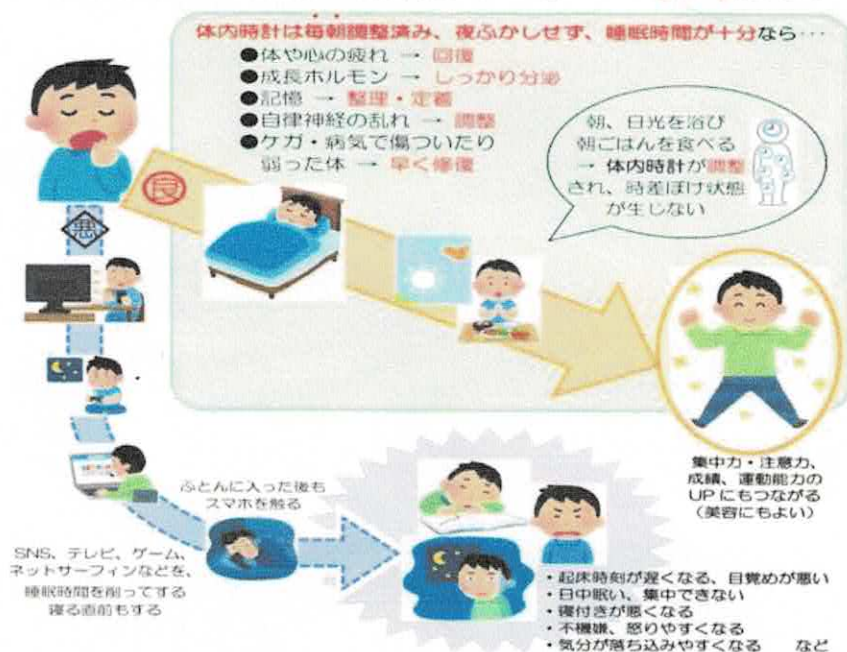 体内時計は毎朝調整済み、夜ふかしせず、睡眠時間が十分なら…
●体や心の疲れ → 回復
●成長ホルモン → しっかり分泌
●記憶 → 整理・定着
●自律神経の乱れ → 調整
●ケガ・病気で傷ついたり
弱った体 → 早く修復
朝、日光を浴び
朝ごはんを食べる
→ 体内時計が調整
され、時差ぼけ状態
が生じない
良
悪
集中力・注意力、
成績、運動能力の
UPにもつながる
（美容にもよい）
ふとんに入った後も
スマホを触る
SNS、テレビ、ゲーム、
ネットサーフィンなどを、
睡眠時間を削ってする
寝る直前もする
・起床時刻が遅くなる、目覚めが悪い
・日中眠い、集中できない
・寝付きが悪くなる
・不機嫌、怒りやすくなる
・気分が落ち込みやすくなる　など